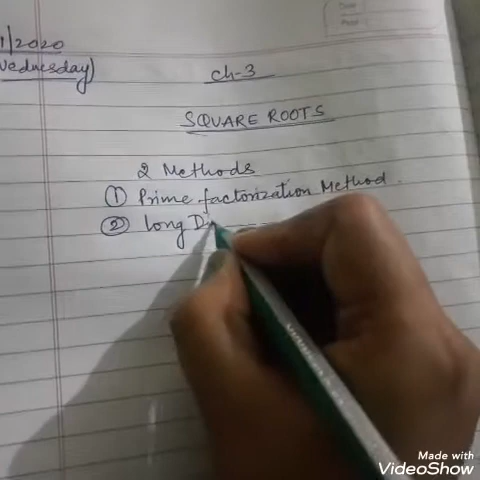 1/2020
Wednesday)
Ch-3
SQUARE ROOTS
2 Methods
① Prime factorization Method.
② long Di
Made with
VideoShow